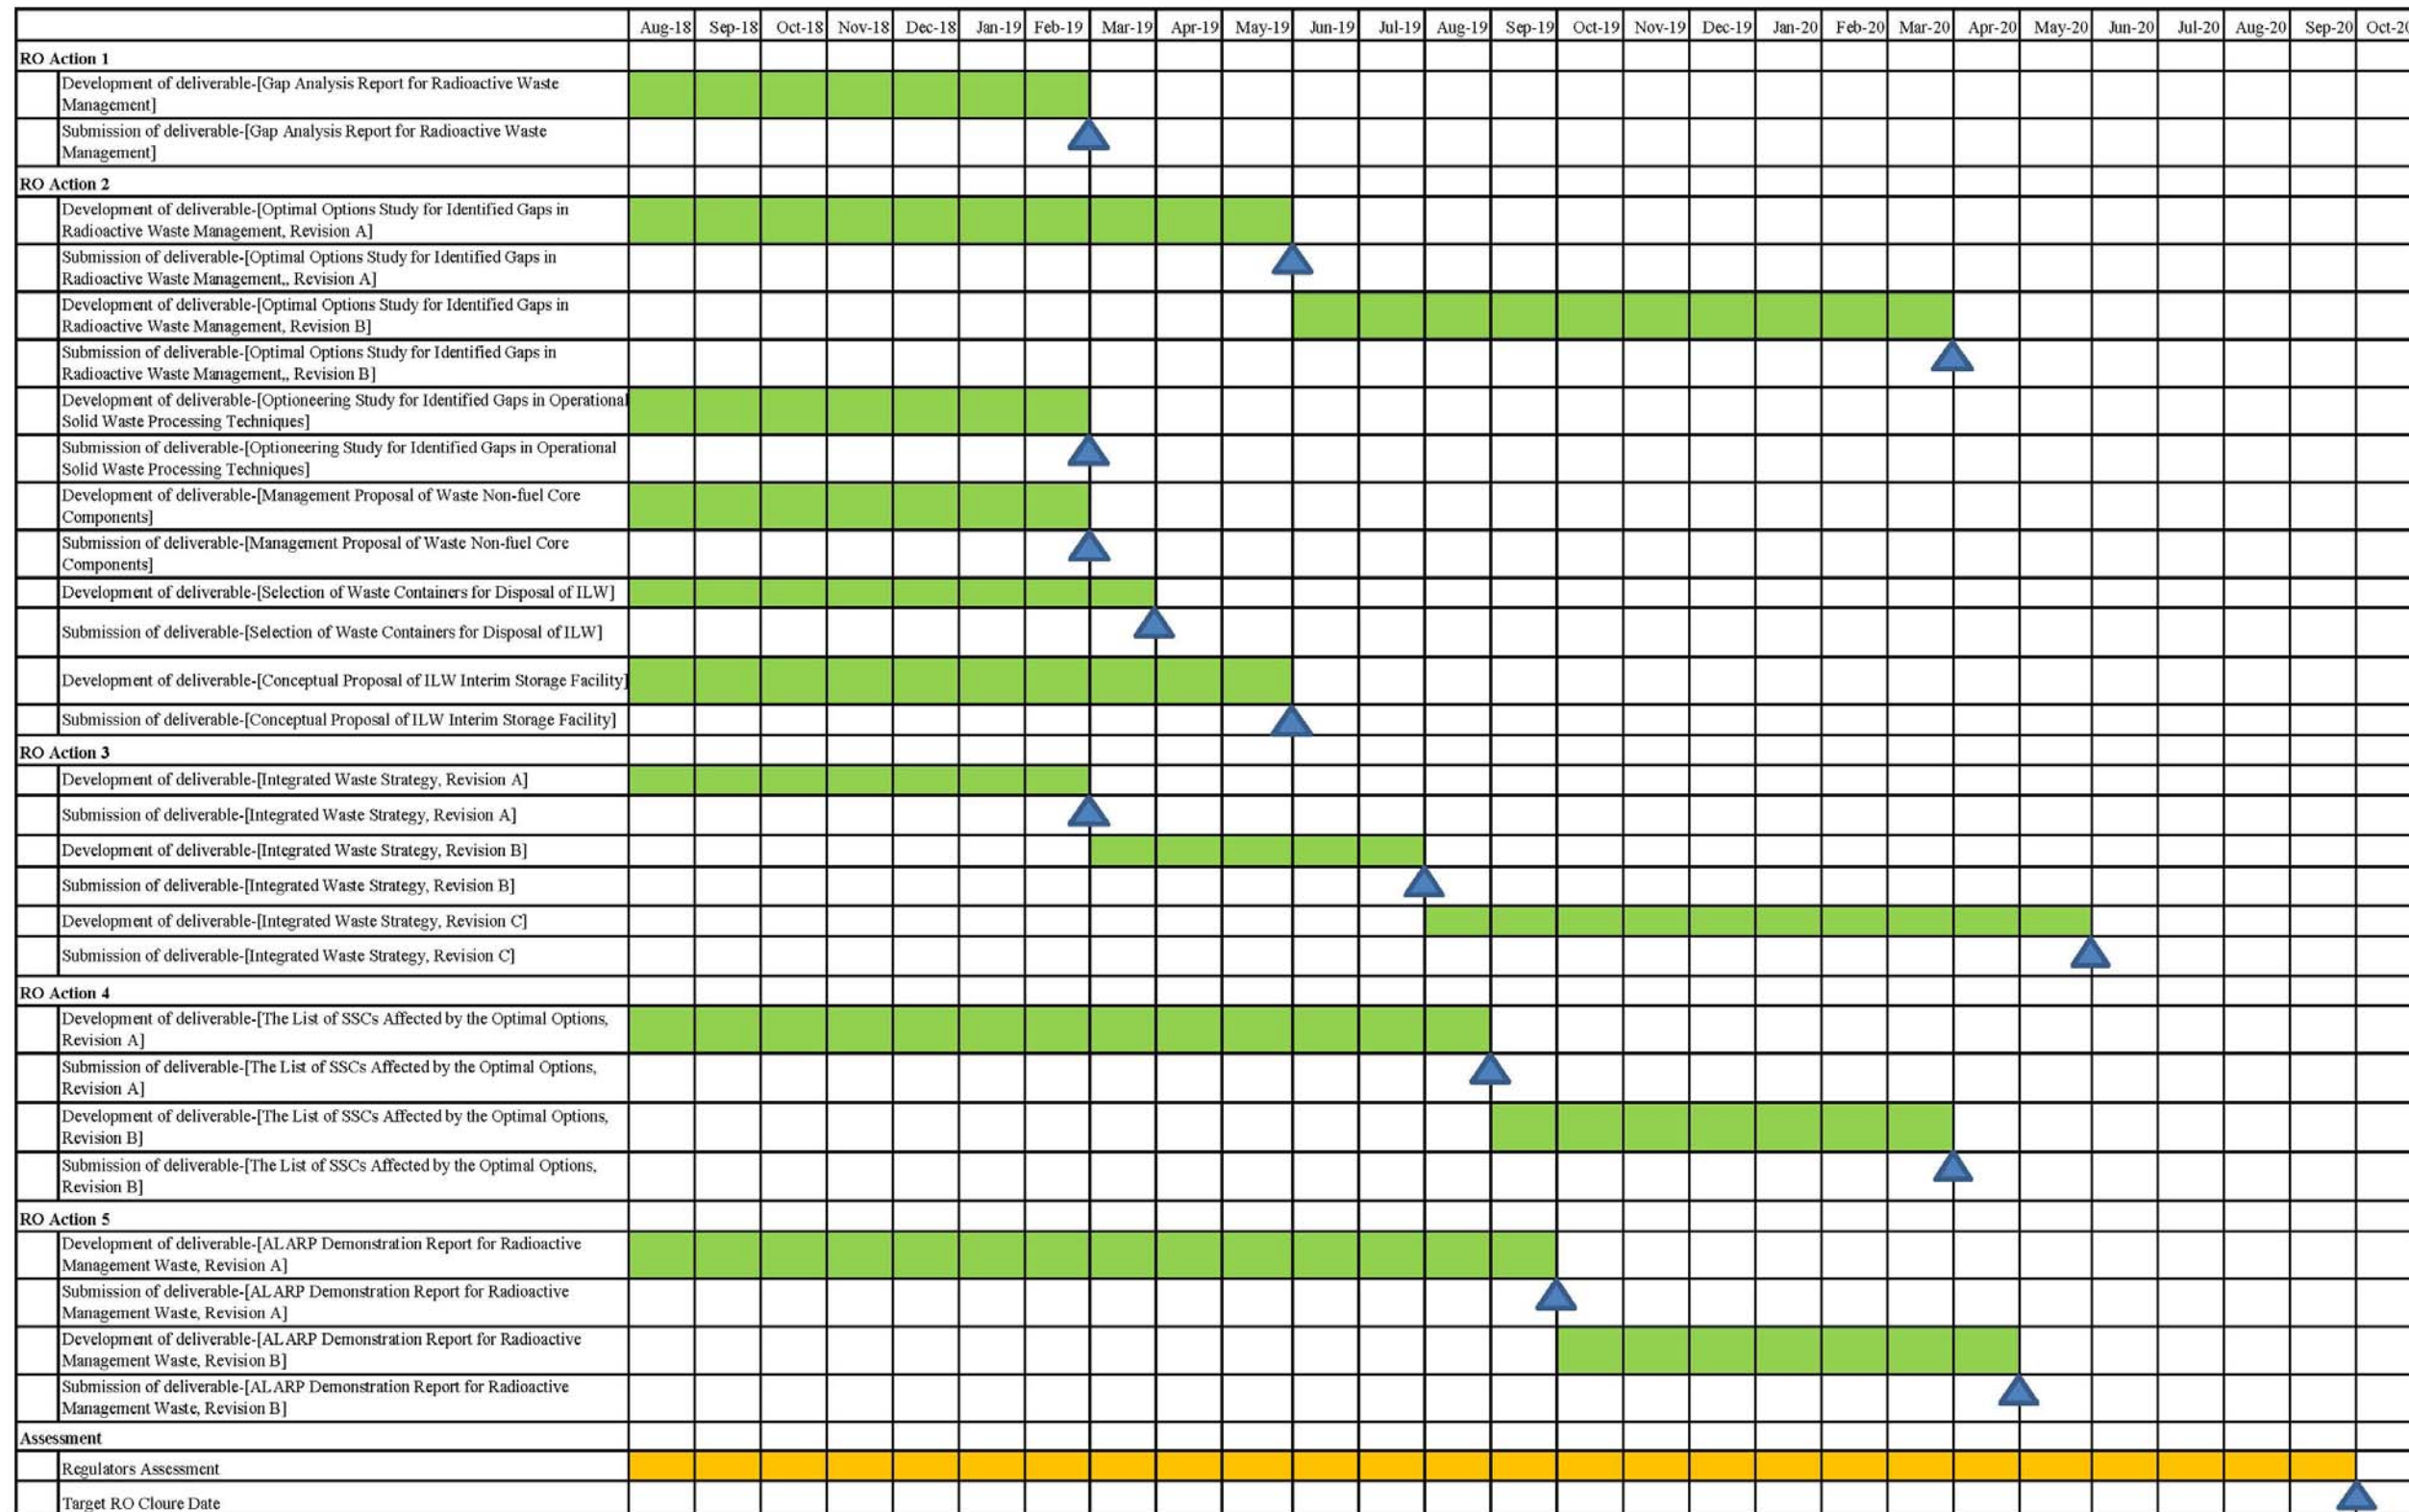 Aug-18 Sep-18 Oct-18 Nov-18 Dec-18 Jan-19 Feb-19 Mar-19 Apr-19 May-19 Jun-19 Jul-19 Aug-19 Sep-19 Oct-19 Nov-19 Dec-19 Jan-20 Feb-20 Mar-20 Apr-20 May-20 Jun-20 Jul-20 Aug-20 Sep-20 Oct-20
RO Action 1
Development of deliverable-[Gap Analysis Report for Radioactive Waste
Management]
Submission of deliverable-[Gap Analysis Report for Radioactive Waste
Management]
RO Action 2
Development of deliverable-[Optimal Options Study for Identified Gaps in
Radioactive Waste Management, Revision A]
Submission of deliverable-[Optimal Options Study for Identified Gaps in
Radioactive Waste Management,, Revision A]
Development of deliverable-[Optimal Options Study for Identified Gaps in
Radioactive Waste Management, Revision B]
Submission of deliverable-[Optimal Options Study for Identified Gaps in
Radioactive Waste Management,, Revision B]
Development of deliverable-[Optioneering Study for Identified Gaps in Operational
Solid Waste Processing Techniques]
Submission of deliverable-[Optioneering Study for Identified Gaps in Operational
Solid Waste Processing Techniques]
Development of deliverable-[Management Proposal of Waste Non-fuel Core
Components]
Submission of deliverable-[Management Proposal of Waste Non-fuel Core
Components]
Development of deliverable-[Selection of Waste Containers for Disposal of ILW]
Submission of deliverable-[Selection of Waste Containers for Disposal of ILW]
Development of deliverable-[Conceptual Proposal of ILW Interim Storage Facility]
Submission of deliverable-[Conceptual Proposal of ILW Interim Storage Facility]
RO Action 3
Development of deliverable-[Integrated Waste Strategy, Revision A]
Submission of deliverable-[Integrated Waste Strategy, Revision A]
Development of deliverable-[Integrated Waste Strategy, Revision B]
Submission of deliverable-[Integrated Waste Strategy, Revision B]
Development of deliverable-[Integrated Waste Strategy, Revision C]
Submission of deliverable-[Integrated Waste Strategy, Revision C]
RO Action 4
Development of deliverable-[The List of SSCs Affected by the Optimal Options,
Revision A]
Submission of deliverable-[The List of SSCs Affected by the Optimal Options,
Revision A]
Development of deliverable-[The List of SSCs Affected by the Optimal Options,
Revision B]
Submission of deliverable-[The List of SSCs Affected by the Optimal Options,
Revision B]
RO Action 5
Development of deliverable-[ALARP Demonstration Report for Radioactive
Management Waste, Revision A]
Submission of deliverable-[ALARP Demonstration Report for Radioactive
Management Waste, Revision A]
Development of deliverable-[ALARP Demonstration Report for Radioactive
Management Waste, Revision B]
Submission of deliverable-[ALARP Demonstration Report for Radioactive
Management Waste, Revision B]
Assessment
Regulators Assessment
Target RO Cloure Date